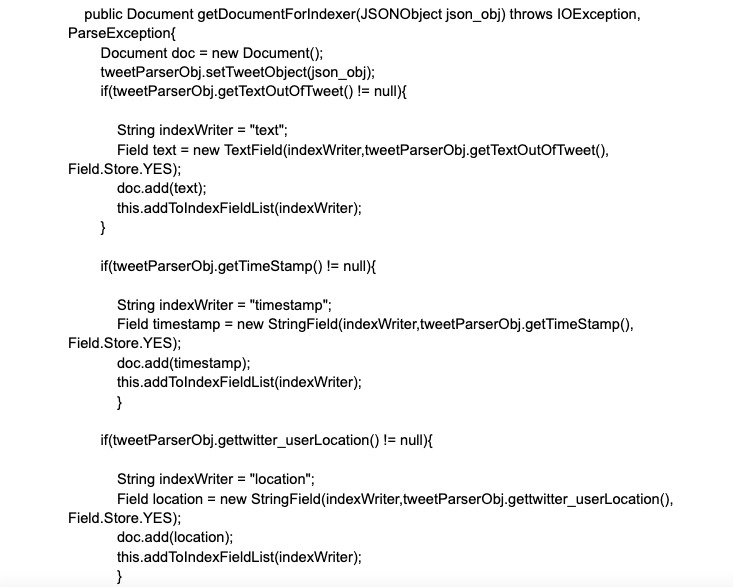 public Document getDocumentForIndexer(JSONObject json_obj) throws IOException,
ParseException{
Document doc = new Document();
tweetParserObj.setTweetObject(json_obj);
if(tweetParserObj.getTextOutOfTweet() != null){
String indexWriter = "text";
Field text = new TextField(indexWriter,tweetParserObj.getTextOutOfTweet(),
Field.Store.YES);
doc.add(text);
this.addToIndexFieldList(indexWriter);
}
if(tweetParserObj.getTimeStamp() != null){
String indexWriter = "timestamp";
Field timestamp = new StringField(indexWriter,tweetParserObj.getTimeStamp(),
Field.Store.YES);
doc.add(timestamp);
this.addToIndexFieldList(indexWriter);
}
if(tweetParserObj.gettwitter_userLocation() != null){
String indexWriter = "location";
Field location = new StringField(indexWriter,tweetParserObj.gettwitter_userLocation(),
Field.Store.YES);
doc.add(location);
this.addToIndexFieldList(indexWriter);
}